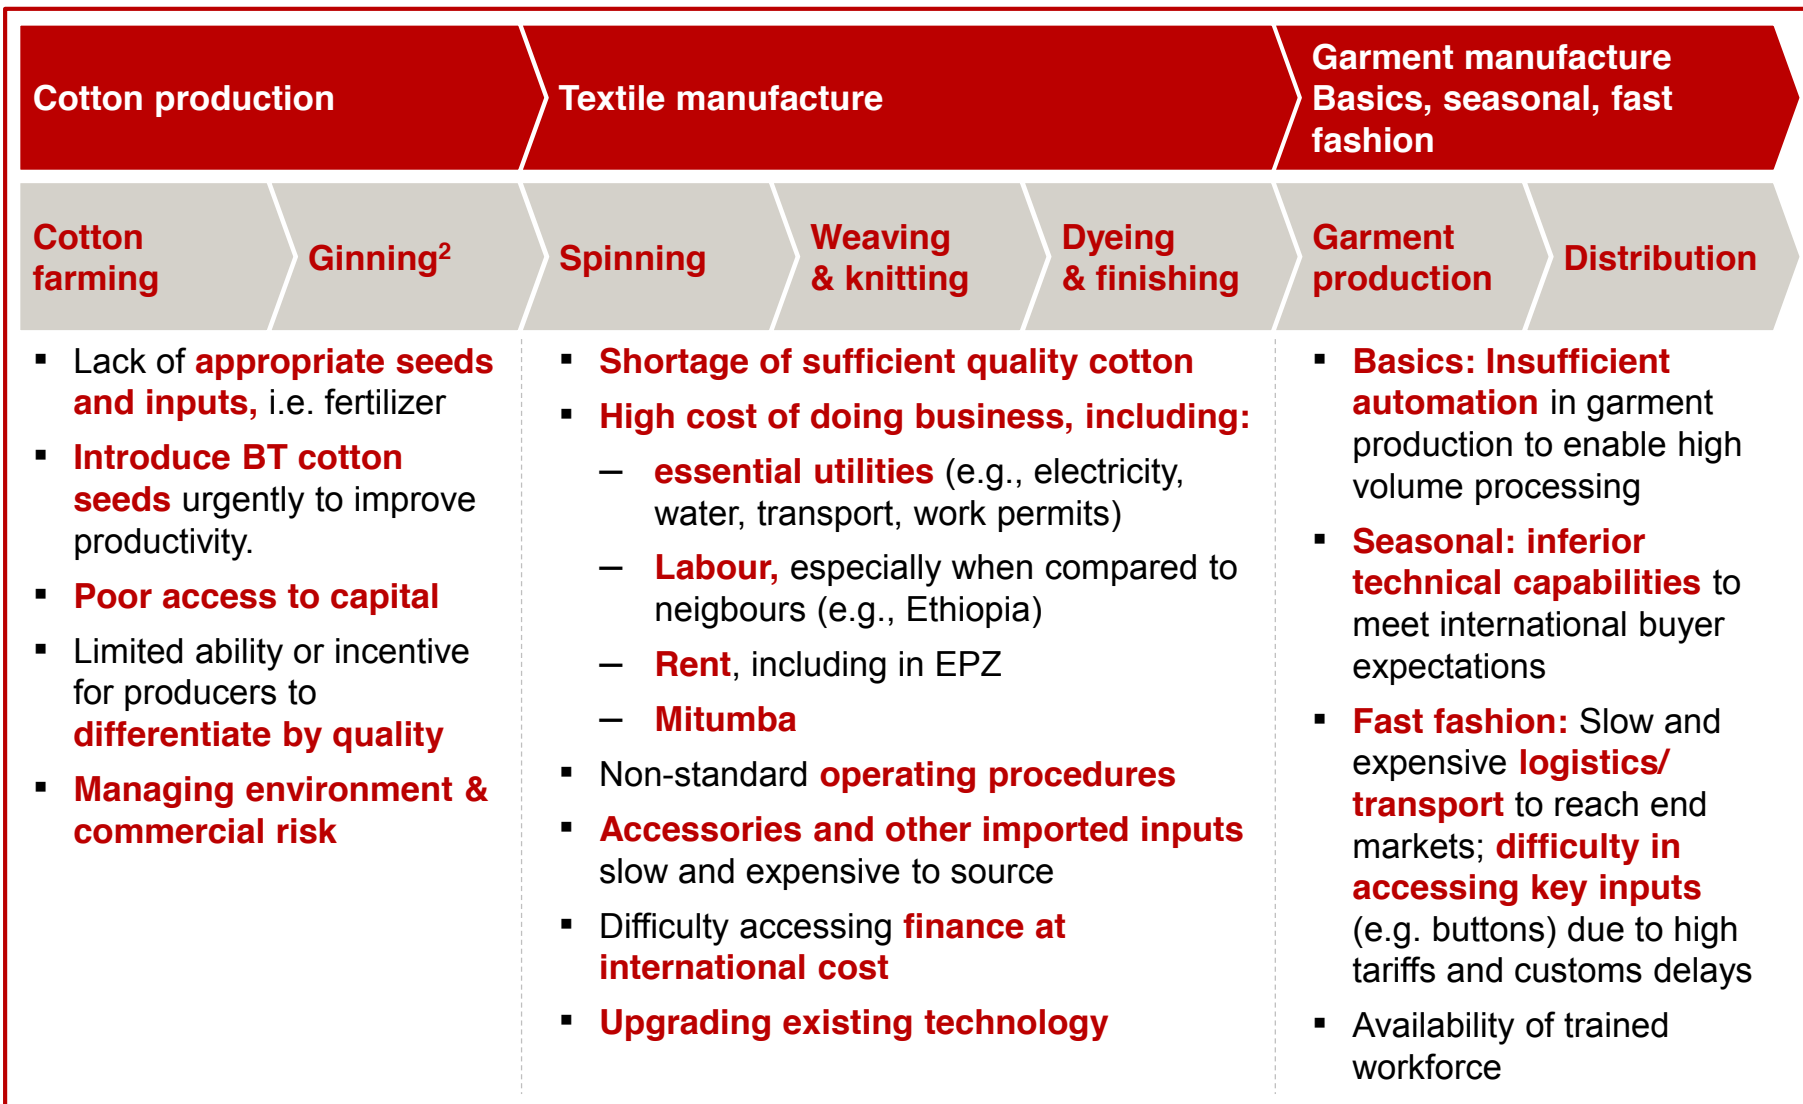 Cotton production
Textile manufacture
Garment manufacture
Basics, seasonal, fast
fashion
Cotton
farming
Ginning2
Spinning
Weaving
& knitting
Dyeing
& finishing
Garment
production
Distribution
▪ Lack of appropriate seeds
and inputs, i.e. fertilizer
▪ Introduce BT cotton
seeds urgently to improve
productivity.
▪ Poor access to capital
▪ Limited ability or incentive
for producers to
differentiate by quality
▪ Managing environment &
commercial risk
▪ Shortage of sufficient quality cotton
▪ High cost of doing business, including:
– essential utilities (e.g., electricity,
water, transport, work permits)
– Labour, especially when compared to
neigbours (e.g., Ethiopia)
– Rent, including in EPZ
– Mitumba
▪ Non-standard operating procedures
▪ Accessories and other imported inputs
slow and expensive to source
▪ Difficulty accessing finance at
international cost
▪ Upgrading existing technology
▪ Basics: Insufficient
automation in garment
production to enable high
volume processing
▪ Seasonal: inferior
technical capabilities to
meet international buyer
expectations
▪ Fast fashion: Slow and
expensive logistics/
transport to reach end
markets; difficulty in
accessing key inputs
(e.g. buttons) due to high
tariffs and customs delays
▪ Availability of trained
workforce